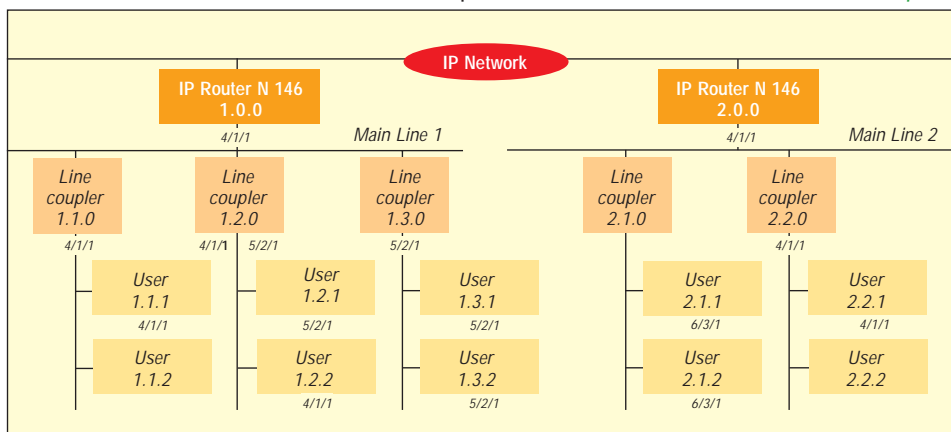 IP Network
IP Router N 146
1.0.0
IP Router N 146
2.0.0
4/1/1
Main Line 1
4/1/1
Main Line 2
Line
coupler
1.1.0
Line
coupler
1.2.0
Line
coupler
1.3.0
Line
coupler
2.1.0
Line
coupler
2.2.0
4/1/1
4/1/1
5/2/1
5/2/1
4/1/1
User
1.1.1
User
1.2.1
User
1.3.1
User
2.1.1
User
2.2.1
4/1/1
5/2/1
5/2/1
6/3/1
4/1/1
User
1.1.2
User
1.2.2
User
1.3.2
User
2.1.2
User
2.2.2
4/1/1
5/2/1
6/3/1